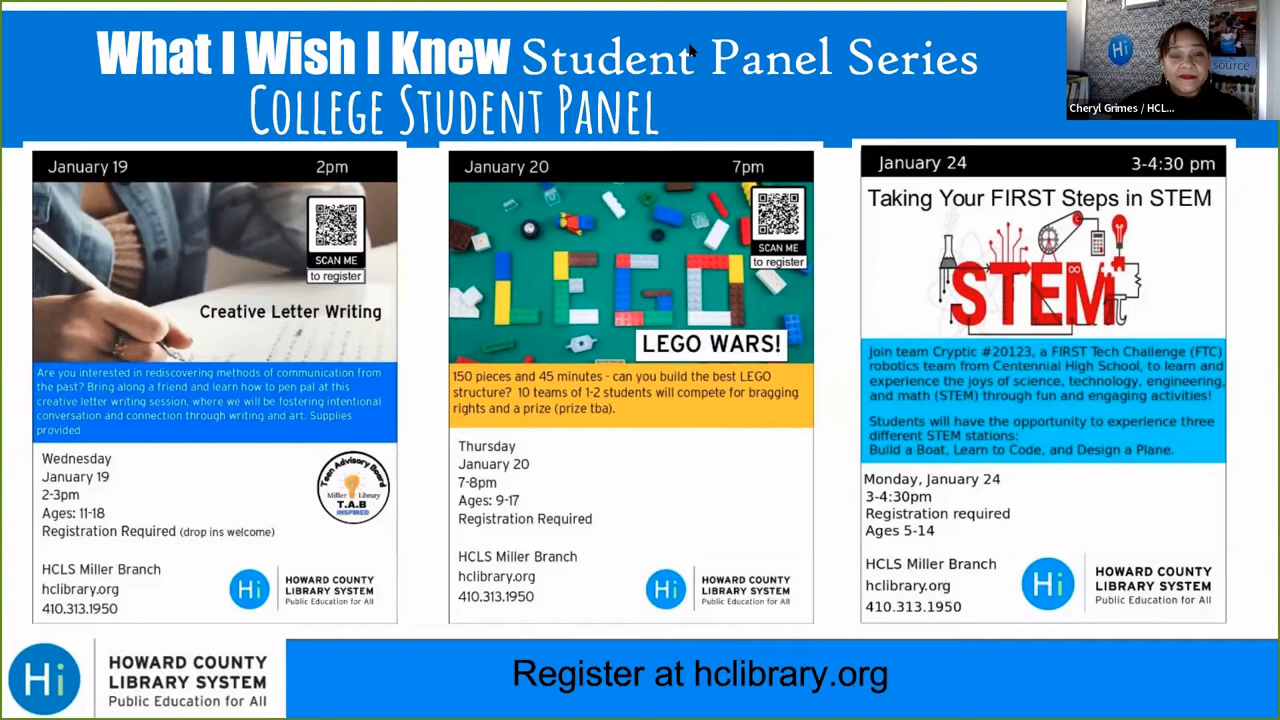 What I Wish I Knew Student Panel Series
College Student Panel
Hi
source
Cheryl Grimes / HCL...
January 19 2pm
SCAN ME
to register
Creative Letter Writing
Are you interested in rediscovering methods of communication from
the past? Bring along a friend and learn how to pen pal at this
creative letter writing session, where we will be fostering intentional
conversation and connection through writing and art. Supplies
provided
Wednesday
January 19
2-3pm
Ages: 11-18
Registration Required (drop ins welcome)
Teen Advisory Board
Miller Library
T.A.B
INSPIRED
HCLS Miller Branch
hclibrary.org
410.313.1950
Hi
HOWARD COUNTY
LIBRARY SYSTEM
Public Education for All
January 20 7pm
SCAN ME
to register
LEGO
LEGO WARS!
150 pieces and 45 minutes - can you build the best LEGO
structure? 10 teams of 1-2 students will compete for bragging
rights and a prize (prize tba).
Thursday
January 20
7-8pm
Ages: 9-17
Registration Required
HCLS Miller Branch
hclibrary.org
410.313.1950
Hi
HOWARD COUNTY
LIBRARY SYSTEM
Public Education for All
January 24 3-4:30 pm
Taking Your FIRST Steps in STEM
STEM
Join team Cryptic #20123, a FIRST Tech Challenge (FTC)
robotics team from Centennial High School, to learn and
experience the joys of science, technology, engineering,
and math (STEM) through fun and engaging activities!
Students will have the opportunity to experience three
different STEM stations:
Build a Boat, Learn to Code, and Design a Plane.
Monday, January 24
3-4:30pm
Registration required
Ages 5-14
HCLS Miller Branch
hclibrary.org
410.313.1950
Hi
HOWARD COUNTY
LIBRARY SYSTEM
Public Education for All
Hi
HOWARD COUNTY
LIBRARY SYSTEM
Public Education for All
Register at hclibrary.org